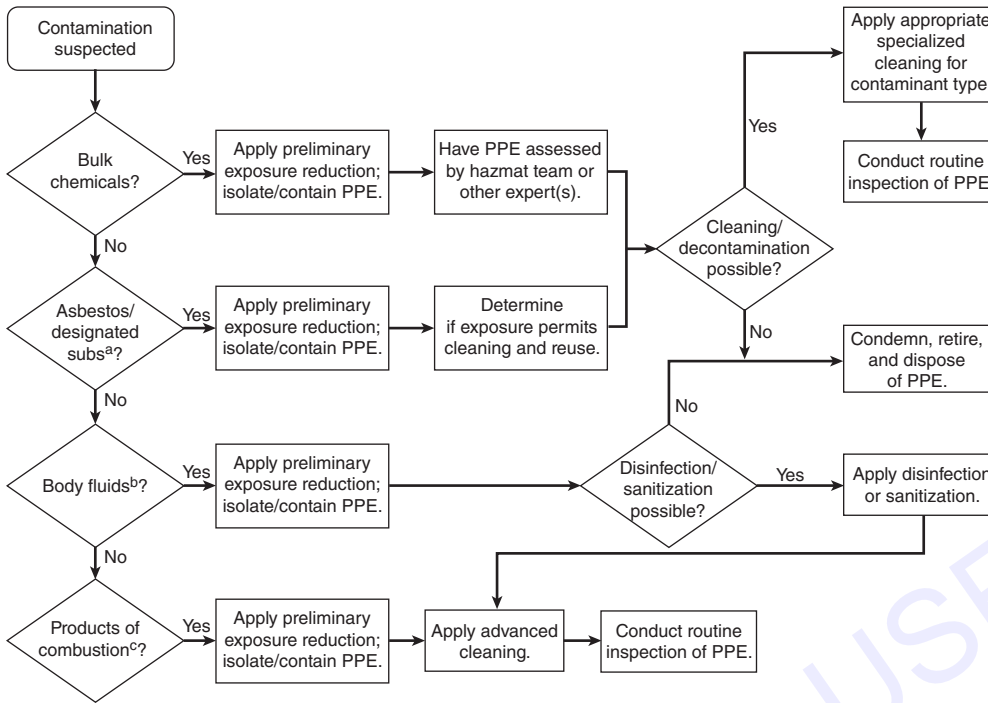 Contamination
suspected
Bulk
chemicals?
Yes
Apply preliminary
exposure reduction;
isolate/contain PPE.
Have PPE assessed
by hazmat team or
other expert(s).
No
Asbestos/
designated
subsᵃ?
Yes
Apply preliminary
exposure reduction;
isolate/contain PPE.
Determine
if exposure permits
cleaning and reuse.
Cleaning/
decontamination
possible?
Yes
Apply appropriate
specialized
cleaning for
contaminant type.
Conduct routine
inspection of PPE.
No
Condemn, retire,
and dispose
of PPE.
No
Body fluidsᵇ?
Yes
Apply preliminary
exposure reduction;
isolate/contain PPE.
Disinfection/
sanitization
possible?
No
Yes
Apply disinfection
or sanitization.
No
Products of
combustionᶜ?
Yes
Apply preliminary
exposure reduction;
isolate/contain PPE.
Apply advanced
cleaning.
Conduct routine
inspection of PPE.
USE